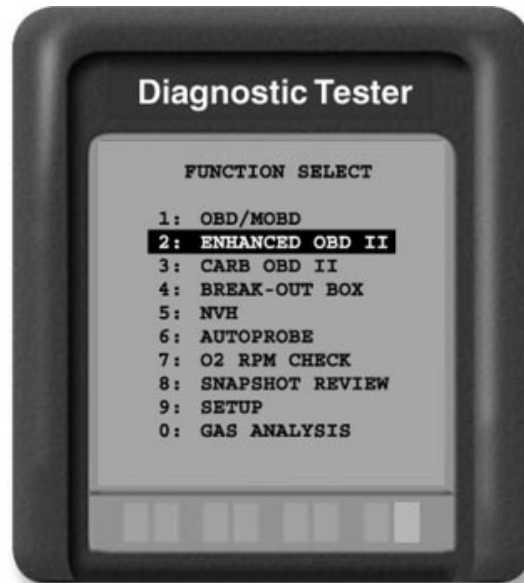 Diagnostic Tester
FUNCTION SELECT
1: OBD/MOBD
2: ENHANCED OBD II
3: CARB OBD II
4: BREAK-OUT BOX
5: NVH
6: AUTOPROBE
7: O2 RPM CHECK
8: SNAPSHOT REVIEW
9: SETUP
0: GAS ANALYSIS